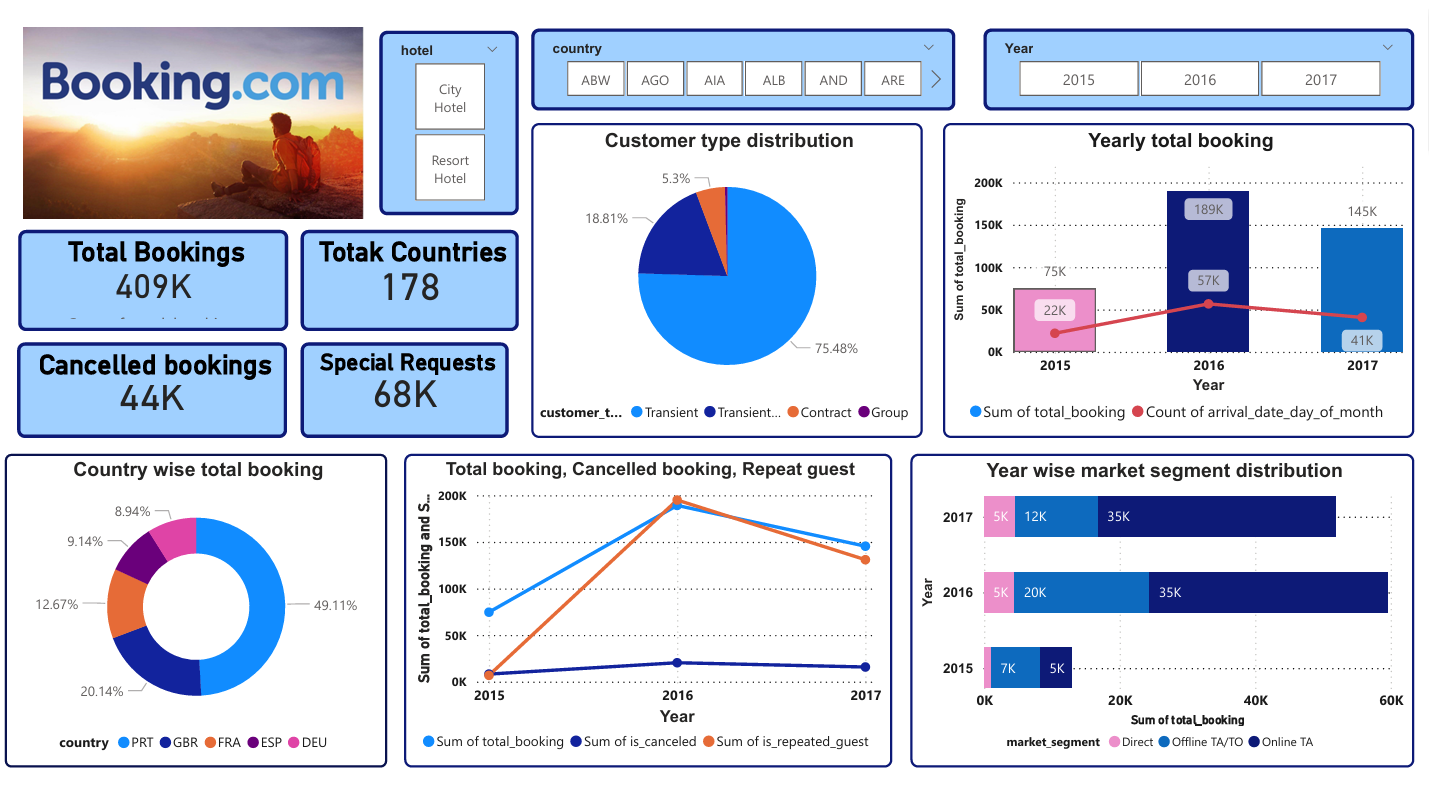 Booking.com
hotel
City
Hotel
Resort
Hotel
country
ABW AGO AIA ALB AND ARE
Year
2015 2016 2017
Total Bookings
409K
Totak Countries
178
Cancelled bookings
44K
Special Requests
68K
Customer type distribution
5.3%
18.81%
75.48%
customer_t... Transient Transient... Contract Group
Yearly total booking
Sum of total_booking
200K
150K
100K
50K
0K
75K
22K
189K
57K
145K
41K
2015 2016 2017
Year
Sum of total_booking Count of arrival_date_day_of_month
Country wise total booking
8.94%
9.14%
12.67%
20.14%
49.11%
country PRT GBR FRA ESP DEU
Total booking, Cancelled booking, Repeat guest
Sum of total_booking and S...
200K
150K
100K
50K
0K
2015 2016 2017
Year
Sum of total_booking Sum of is_canceled Sum of is_repeated_guest
Year wise market segment distribution
Year
2017 5K 12K 35K
2016 5K 20K 35K
2015 7K 5K
0K 20K 40K 60K
Sum of total_booking
market_segment Direct Offline TA/TO Online TA